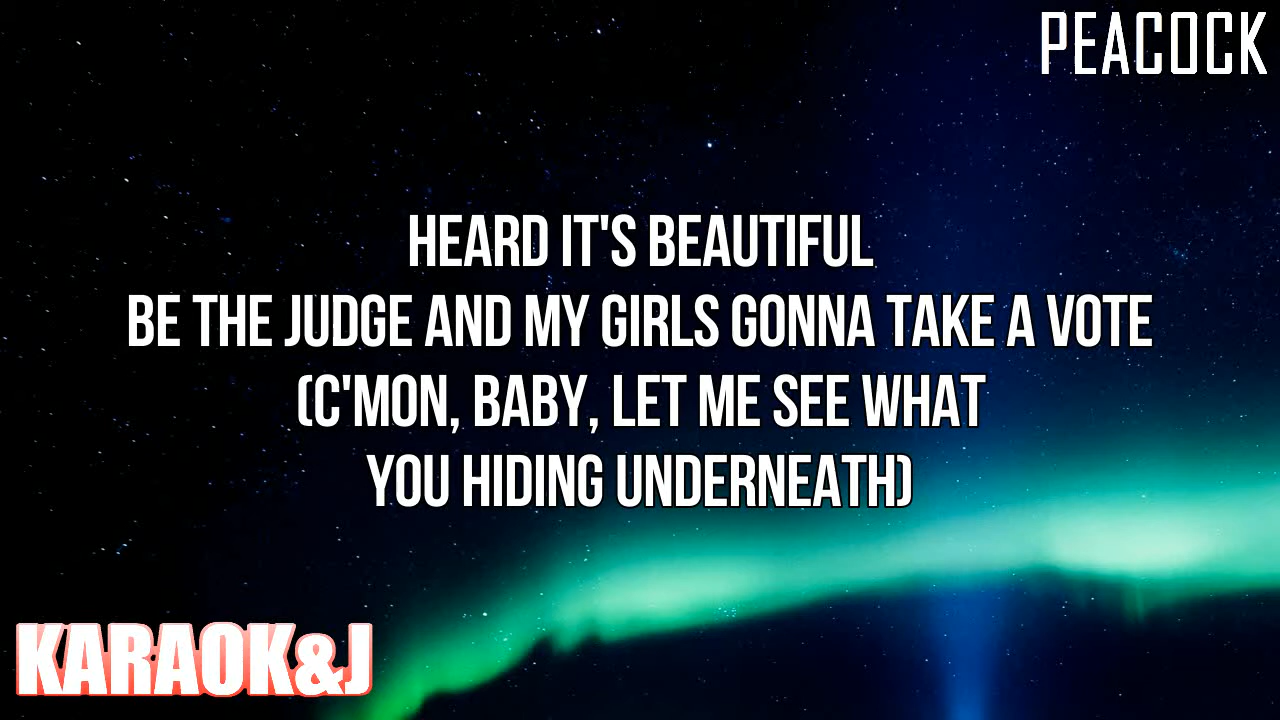 PEACOCK
HEARD IT'S BEAUTIFUL
BE THE JUDGE AND MY GIRLS GONNA TAKE A VOTE
(C'MON, BABY, LET ME SEE WHAT
YOU HIDING UNDERNEATH)
KARAOK&J